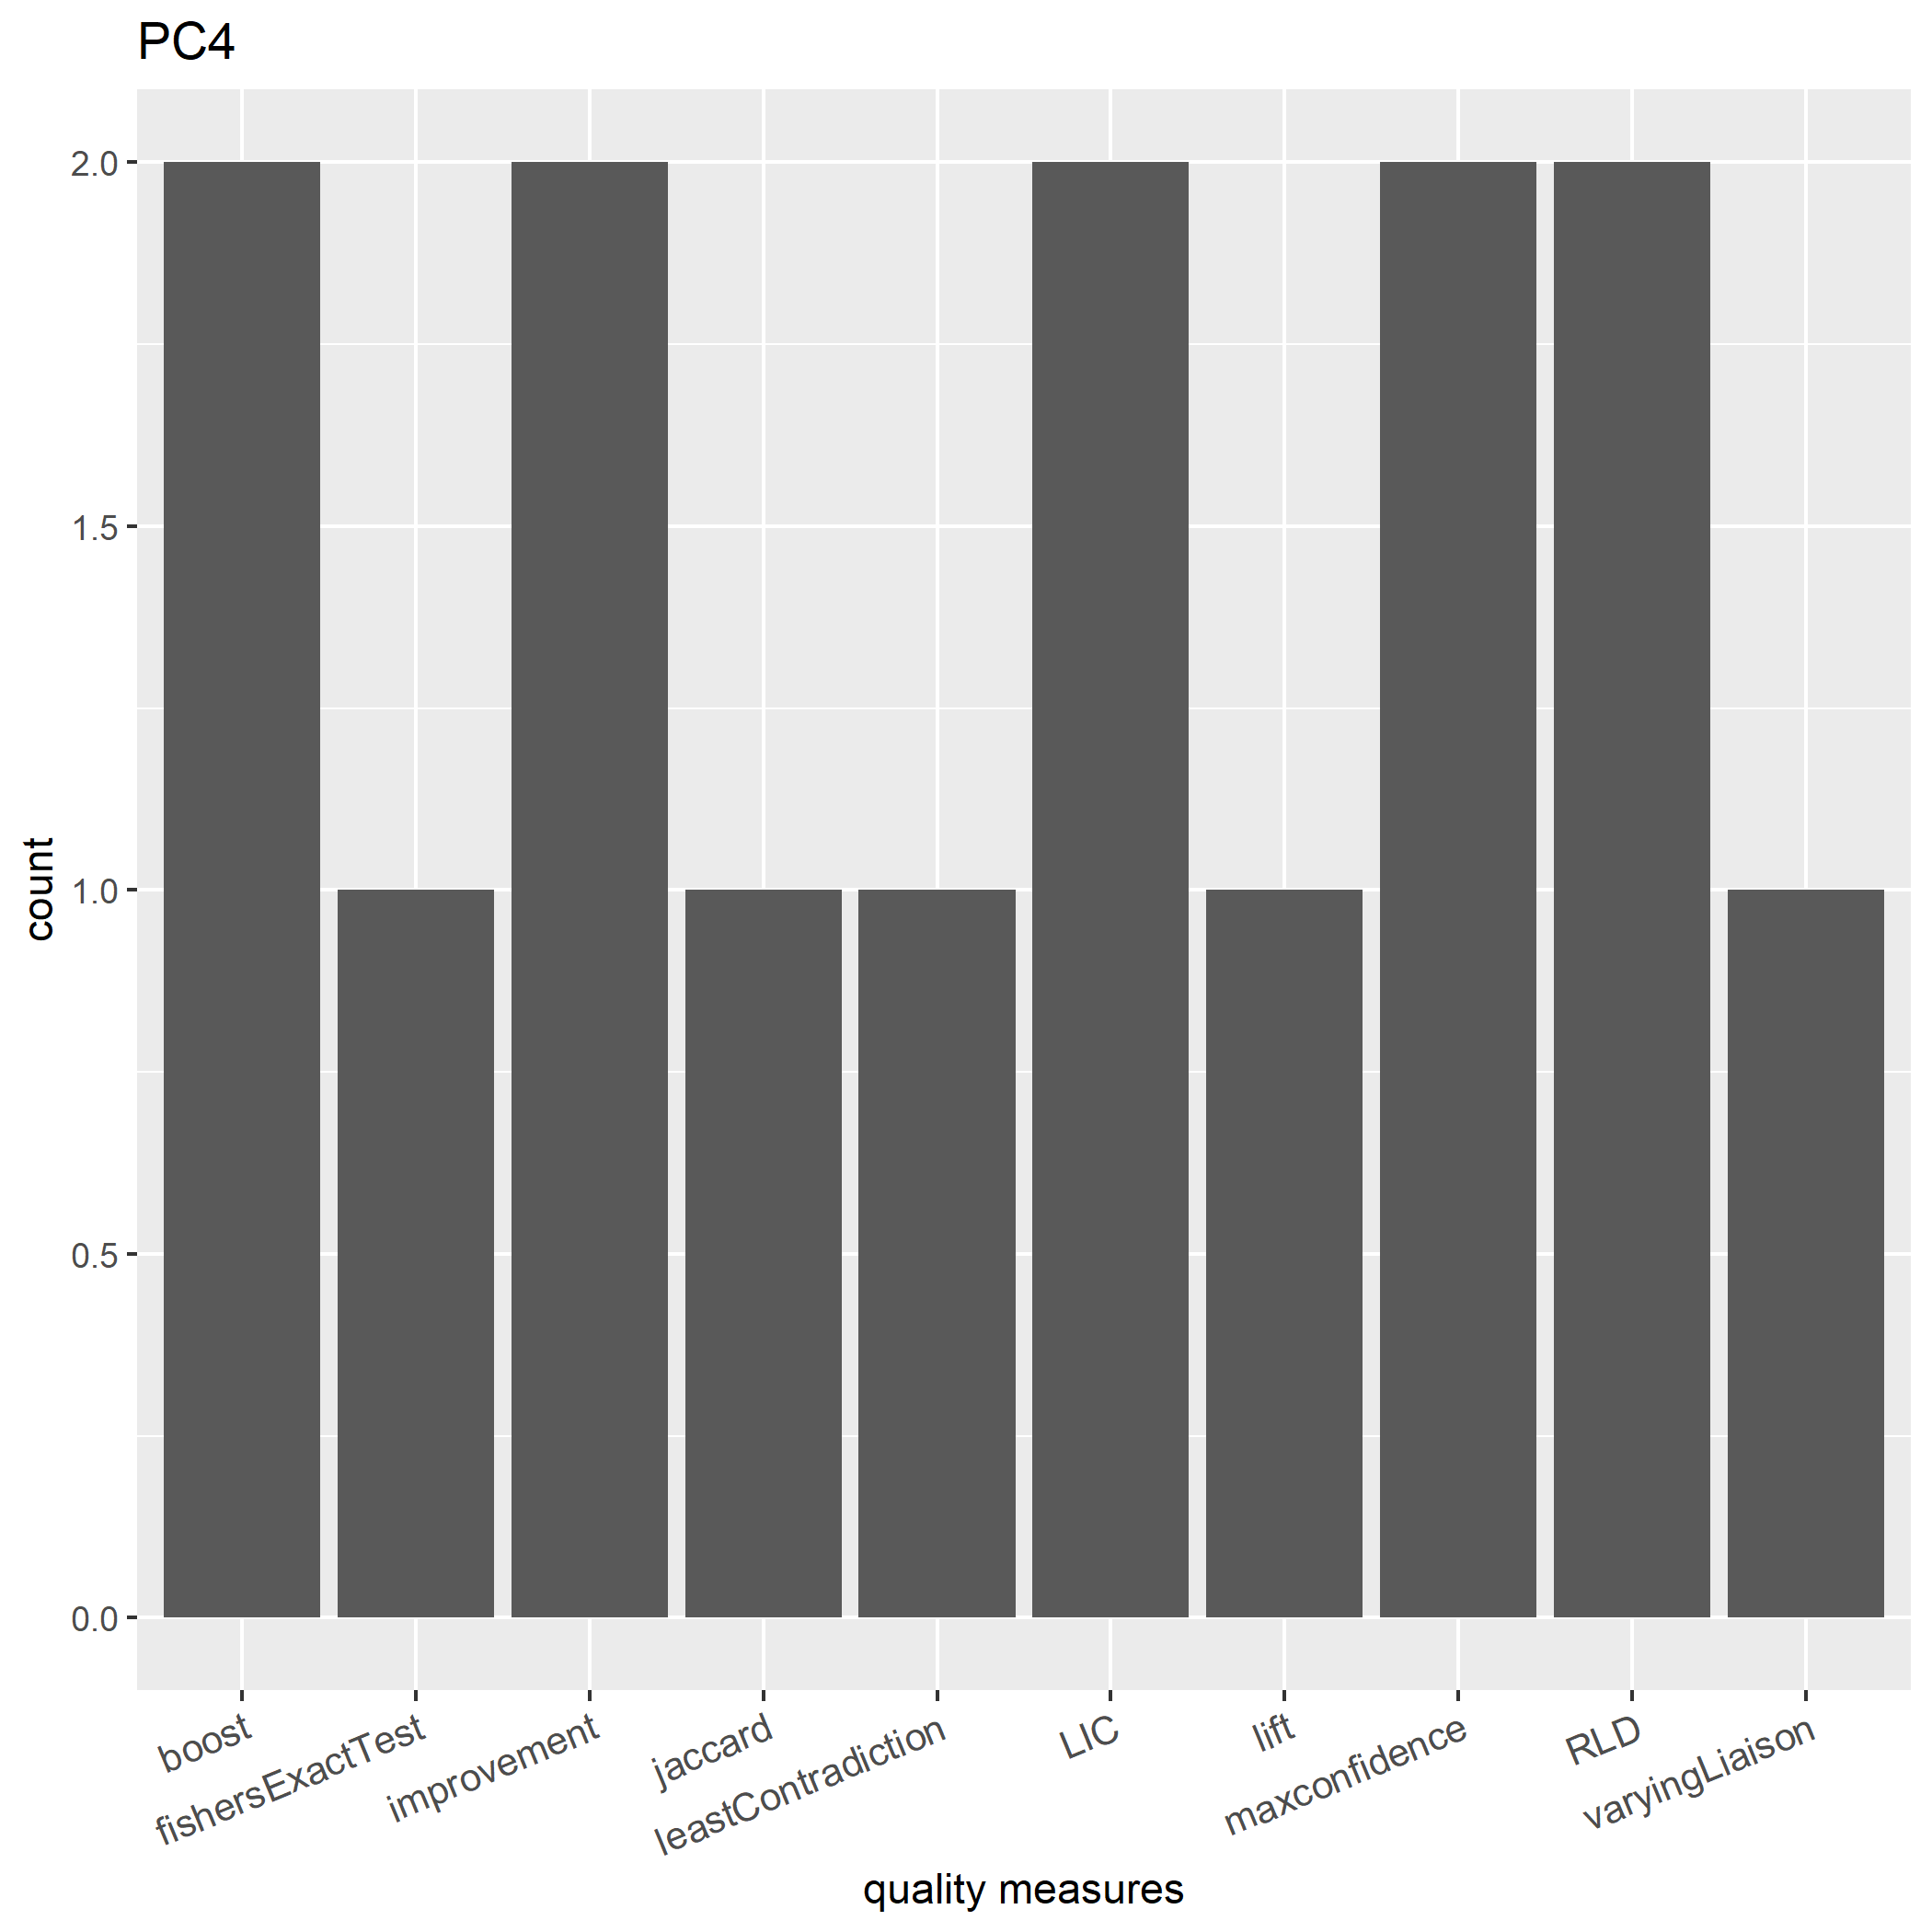 PC4
2.0
1.5
1.0
0.5
0.0
count
boost
fishersExactTest
improvement
jaccard
leastContradiction
LIC
lift
maxconfidence
RLD
varyingLiaison
quality measures